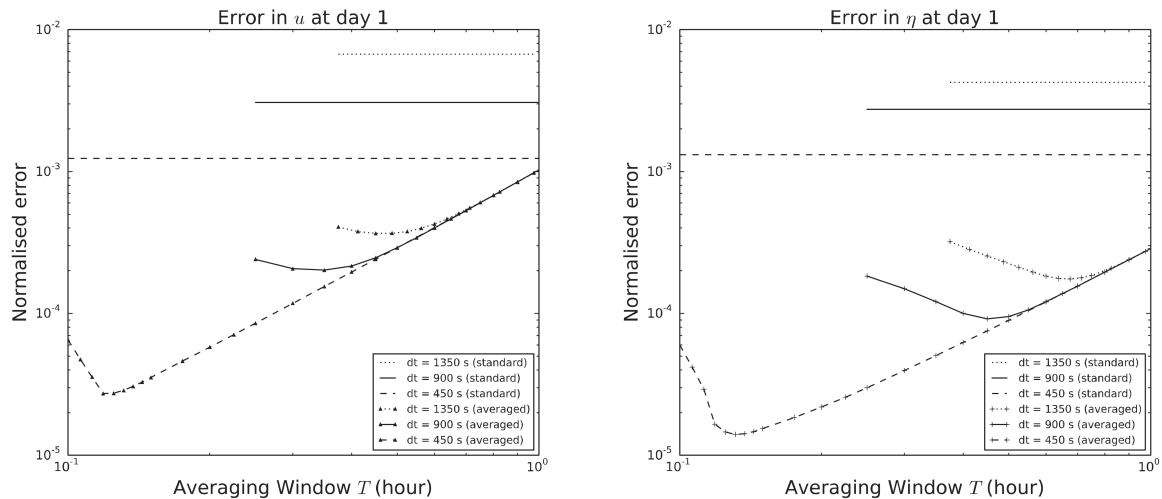 Error in u at day 1
Normalised error
10^-2
10^-3
10^-4
10^-5
10^-1
10^0
Averaging Window T (hour)
dt = 1350 s (standard)
dt = 900 s (standard)
dt = 450 s (standard)
dt = 1350 s (averaged)
dt = 900 s (averaged)
dt = 450 s (averaged)
Error in η at day 1
Normalised error
10^-2
10^-3
10^-4
10^-5
10^-1
10^0
Averaging Window T (hour)
dt = 1350 s (standard)
dt = 900 s (standard)
dt = 450 s (standard)
dt = 1350 s (averaged)
dt = 900 s (averaged)
dt = 450 s (averaged)